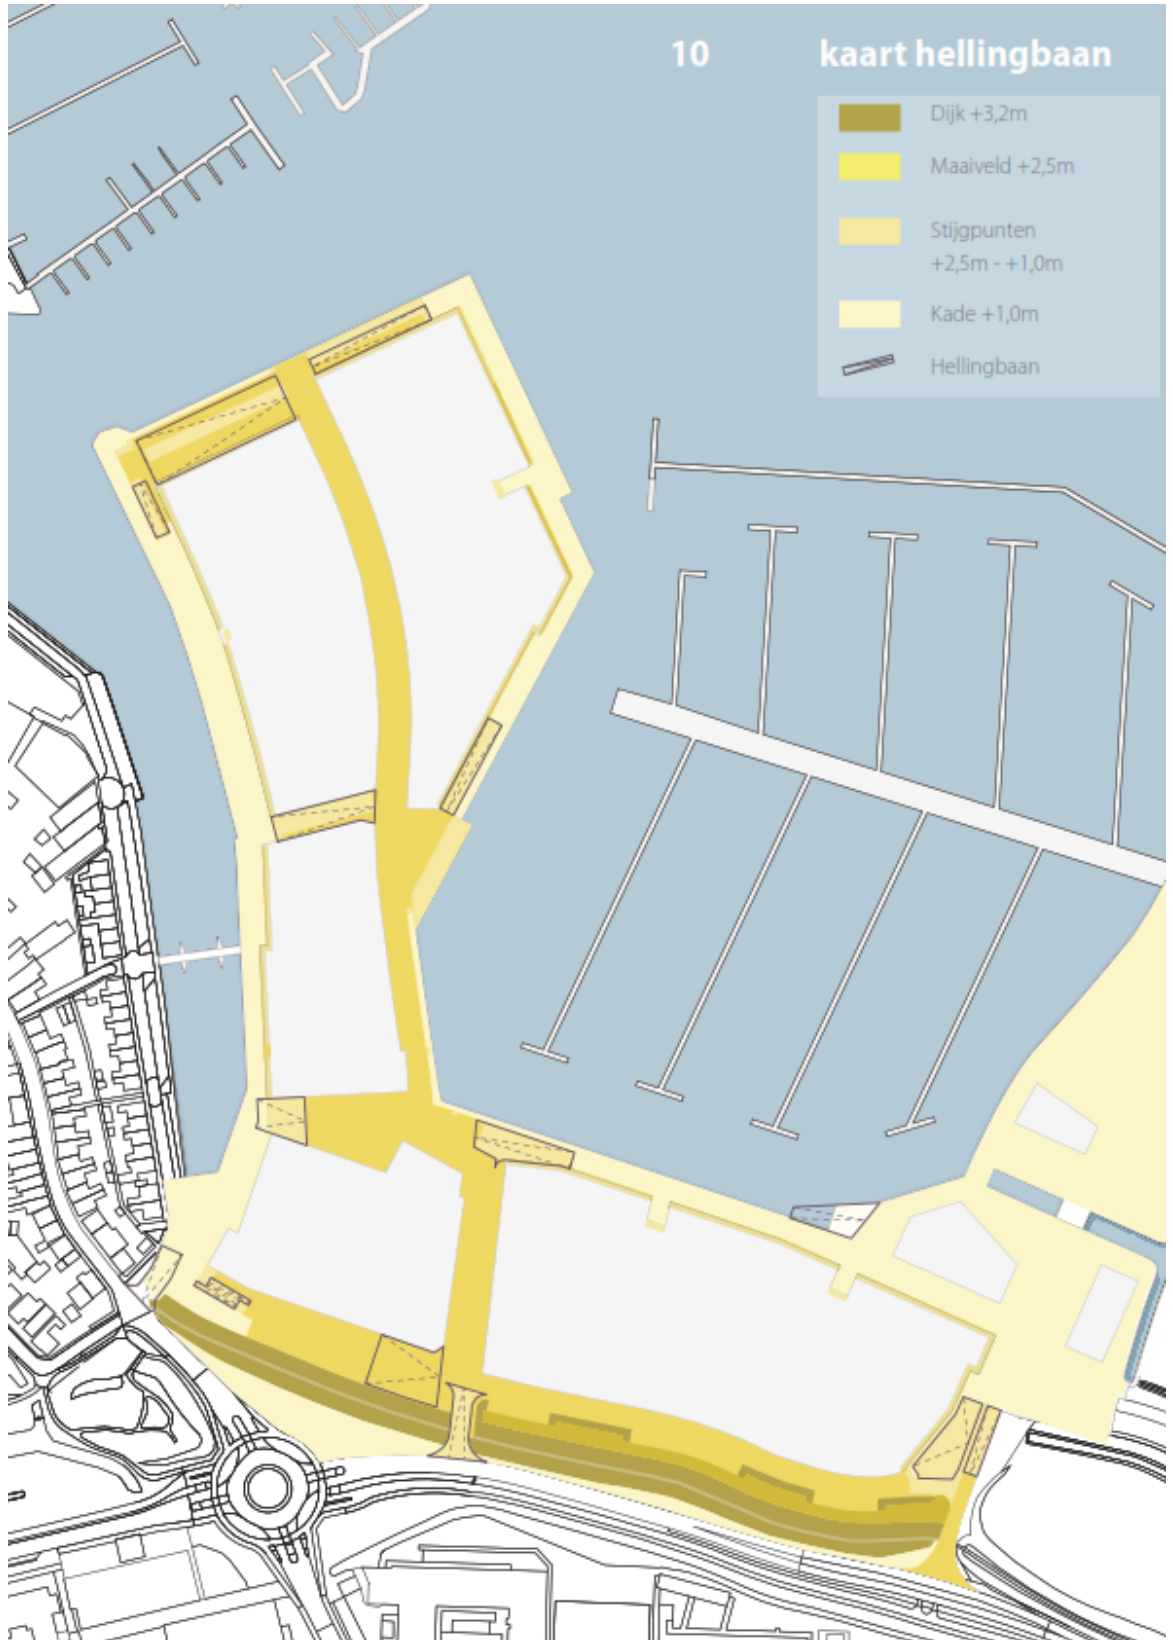 10 kaart hellingbaan
Dijk +3,2m
Maaiveld +2,5m
Stijgpunten
+2,5m - +1,0m
Kade +1,0m
Hellingbaan